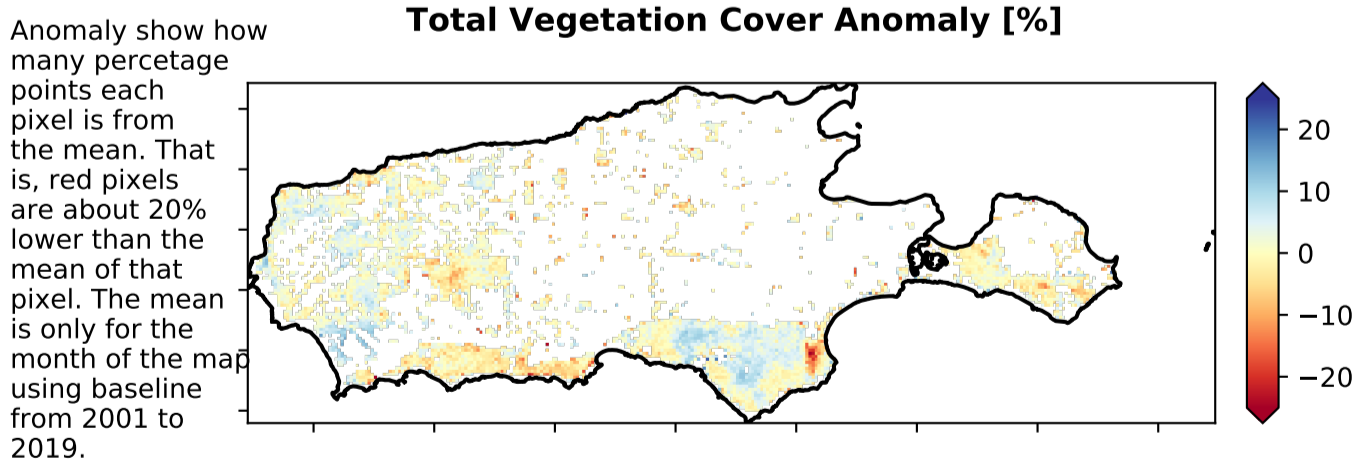 Total Vegetation Cover Anomaly [%]
Anomaly show how
many percetage
points each
pixel is from
the mean. That
is, red pixels
are about 20%
lower than the
mean of that
pixel. The mean
is only for the
month of the map
using baseline
from 2001 to
2019.
20
10
0
−10
−20